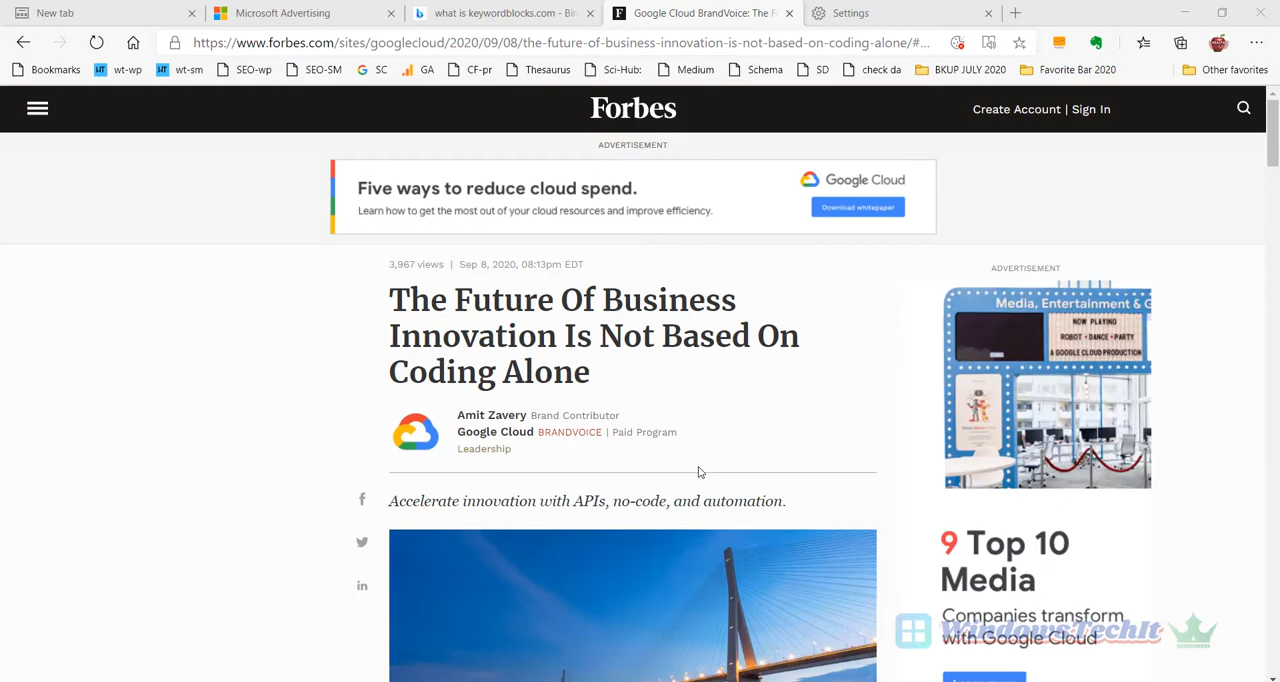 New tab
Microsoft Advertising
what is keywordblocks.com - Bin
Google Cloud BrandVoice: The F
Settings
https://www.forbes.com/sites/googlecloud/2020/09/08/the-future-of-business-innovation-is-not-based-on-coding-alone/#...
Bookmarks
WT wt-wp
WT wt-sm
SEO-wp
SEO-SM
SC
GA
CF-pr
Thesaurus
Sci-Hub:
Medium
Schema
SD
check da
BKUP JULY 2020
Favorite Bar 2020
Other favorites
Forbes
Create Account | Sign In
ADVERTISEMENT
Five ways to reduce cloud spend.
Learn how to get the most out of your cloud resources and improve efficiency.
Google Cloud
Download whitepaper
3,967 views | Sep 8, 2020, 08:13pm EDT
The Future Of Business
Innovation Is Not Based On
Coding Alone
Amit Zavery Brand Contributor
Google Cloud BRANDVOICE | Paid Program
Leadership
Accelerate innovation with APIs, no-code, and automation.
ADVERTISEMENT
Media, Entertainment & G
NOW PLAYING
ROBOT • DANCE • PARTY
A GOOGLE CLOUD PRODUCTION
9 Top 10
Media
Companies transform
with Google Cloud
WindowsTechIt